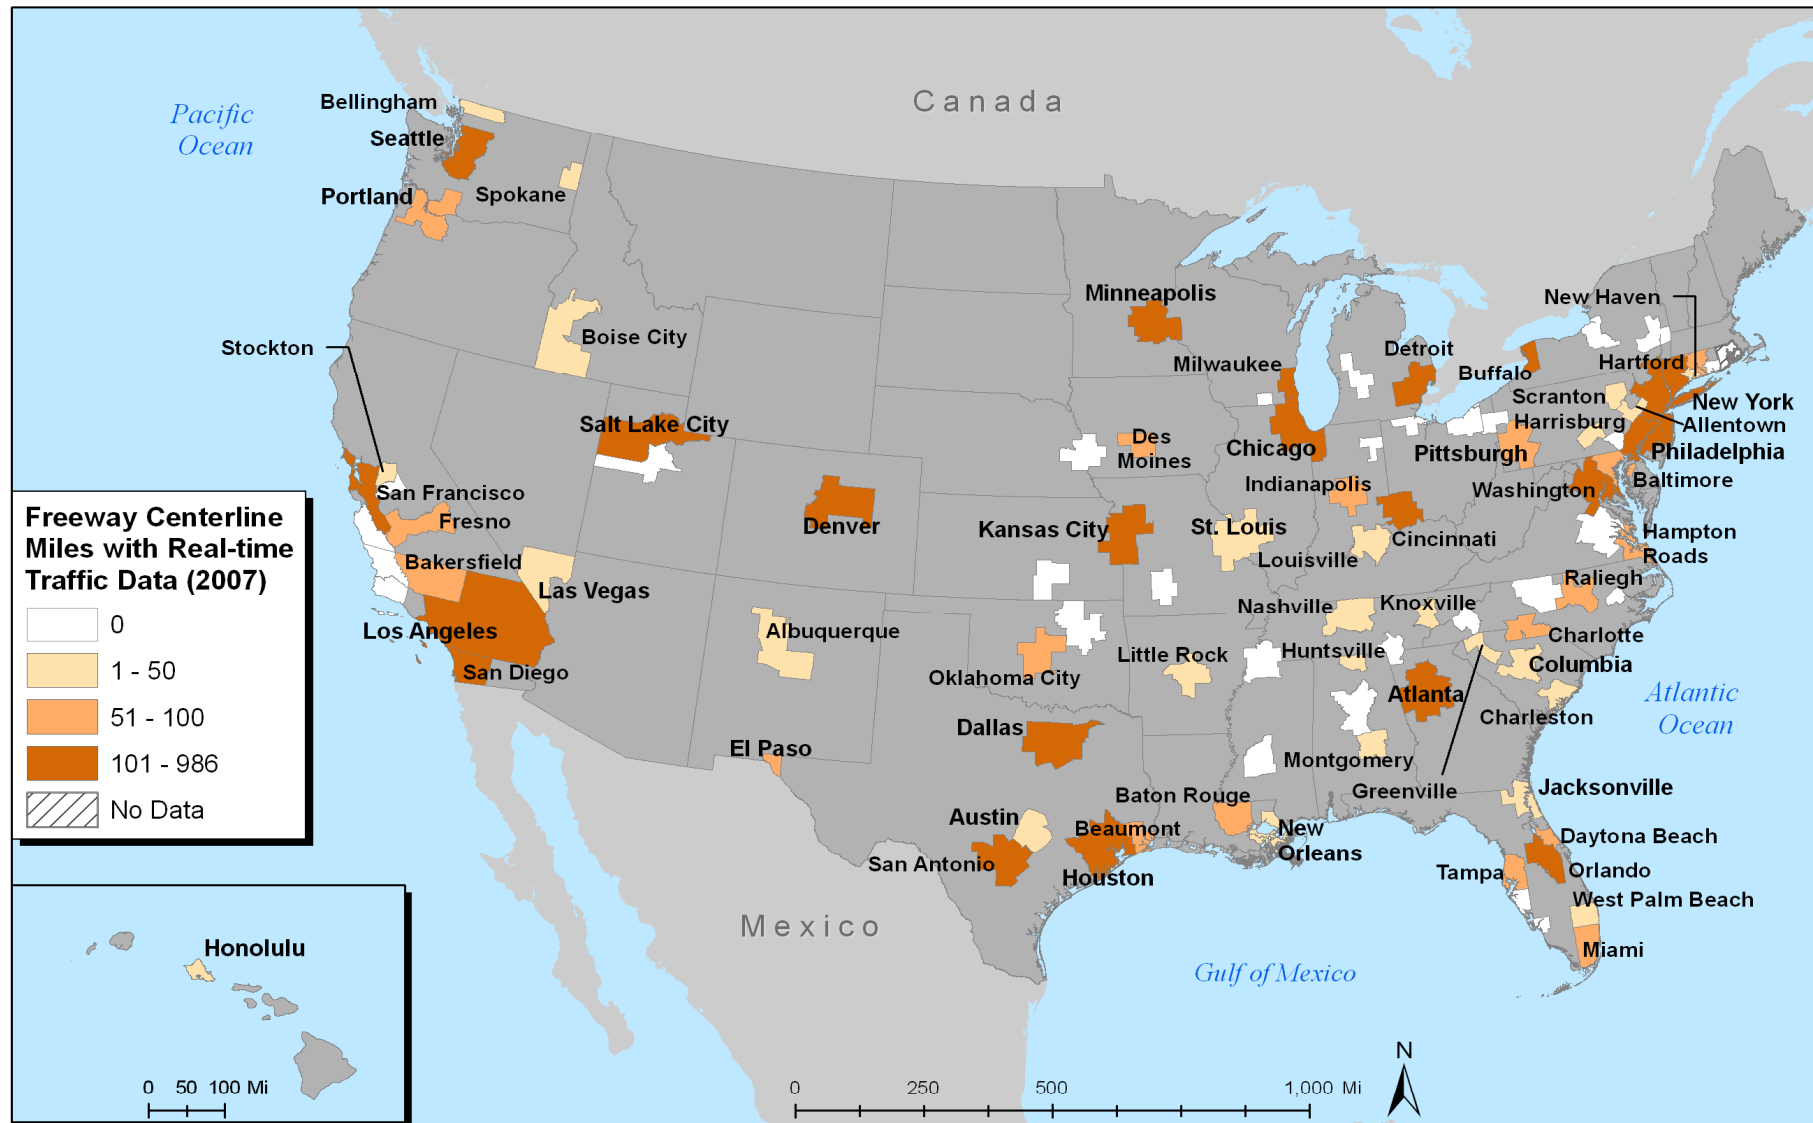 Canada
Pacific
Ocean
Bellingham
Seattle
Portland
Spokane
Boise City
Stockton
Minneapolis
Milwaukee
Detroit
New Haven
Buffalo
Hartford
Scranton
New York
Harrisburg
Allentown
Salt Lake City
Des
Moines
Chicago
Pittsburgh
Philadelphia
Baltimore
Washington
Indianapolis
San Francisco
Fresno
Denver
Kansas City
St. Louis
Cincinnati
Louisville
Hampton
Roads
Bakersfield
Las Vegas
Raliegh
Nashville
Knoxville
Los Angeles
Albuquerque
Charlotte
San Diego
Oklahoma City
Little Rock
Huntsville
Columbia
Atlanta
Atlantic
Ocean
Charleston
Dallas
El Paso
Montgomery
Greenville
Baton Rouge
Jacksonville
Austin
Beaumont
New
Orleans
Daytona Beach
San Antonio
Houston
Tampa
Orlando
West Palm Beach
Miami
Mexico
Gulf of Mexico
Freeway Centerline
Miles with Real-time
Traffic Data (2007)
0
1 - 50
51 - 100
101 - 986
No Data
Honolulu
0 50 100 Mi
0 250 500 1,000 Mi
N